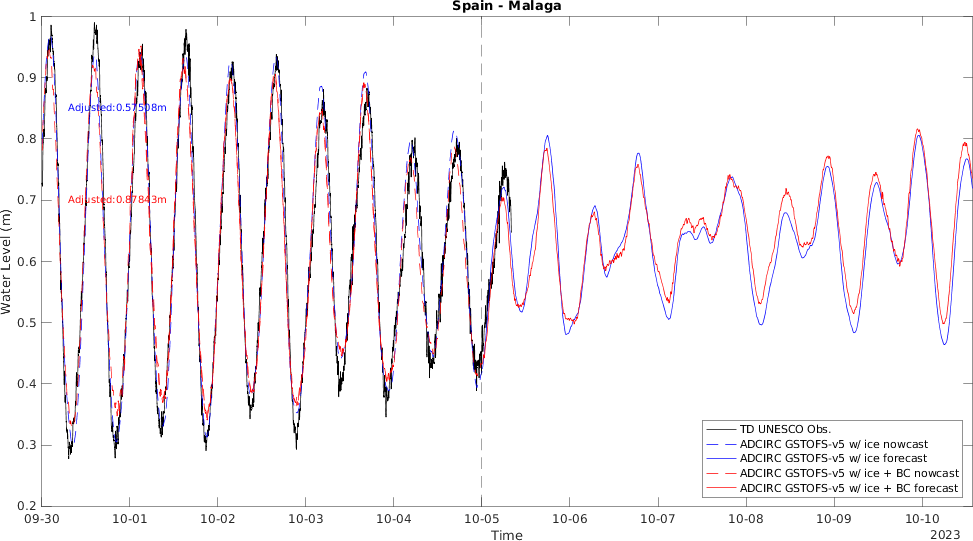 Spain - Malaga
1
0.9
0.8
0.7
0.6
0.5
0.4
0.3
0.2
Water Level (m)
Adjusted:0.57508m
Adjusted:0.87843m
TD UNESCO Obs.
ADCIRC GSTOFS-v5 w/ ice nowcast
ADCIRC GSTOFS-v5 w/ ice forecast
ADCIRC GSTOFS-v5 w/ ice + BC nowcast
ADCIRC GSTOFS-v5 w/ ice + BC forecast
09-30 10-01 10-02 10-03 10-04 10-05 10-06 10-07 10-08 10-09 10-10
Time
2023